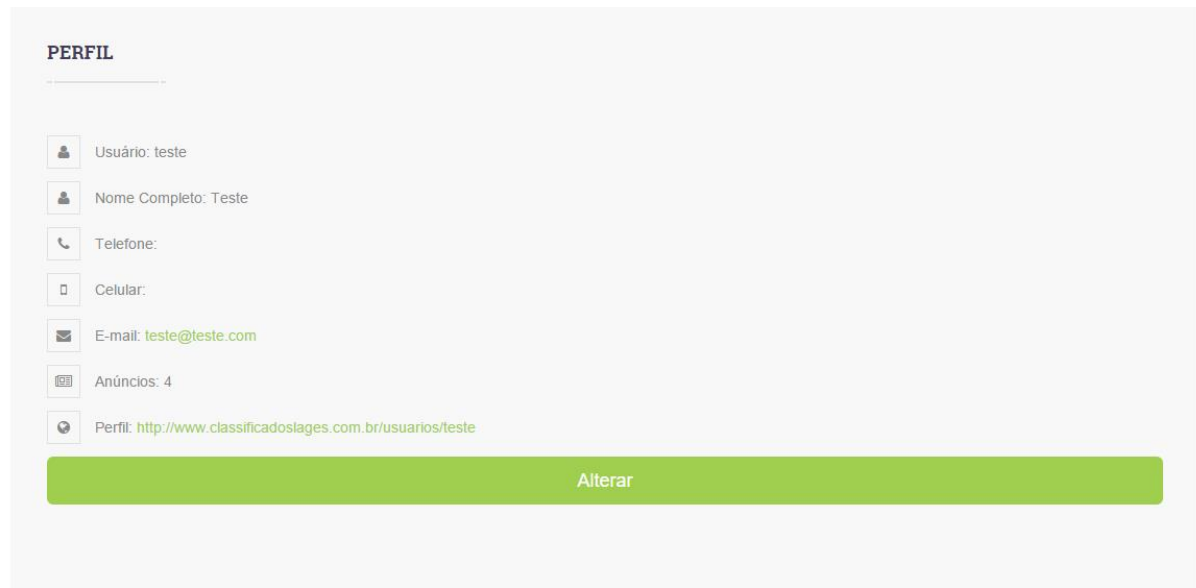 PERFIL
Usuário: teste
Nome Completo: Teste
Telefone:
Celular:
E-mail: teste@teste.com
Anúncios: 4
Perfil: http://www.classificadoslages.com.br/usuarios/teste
Alterar